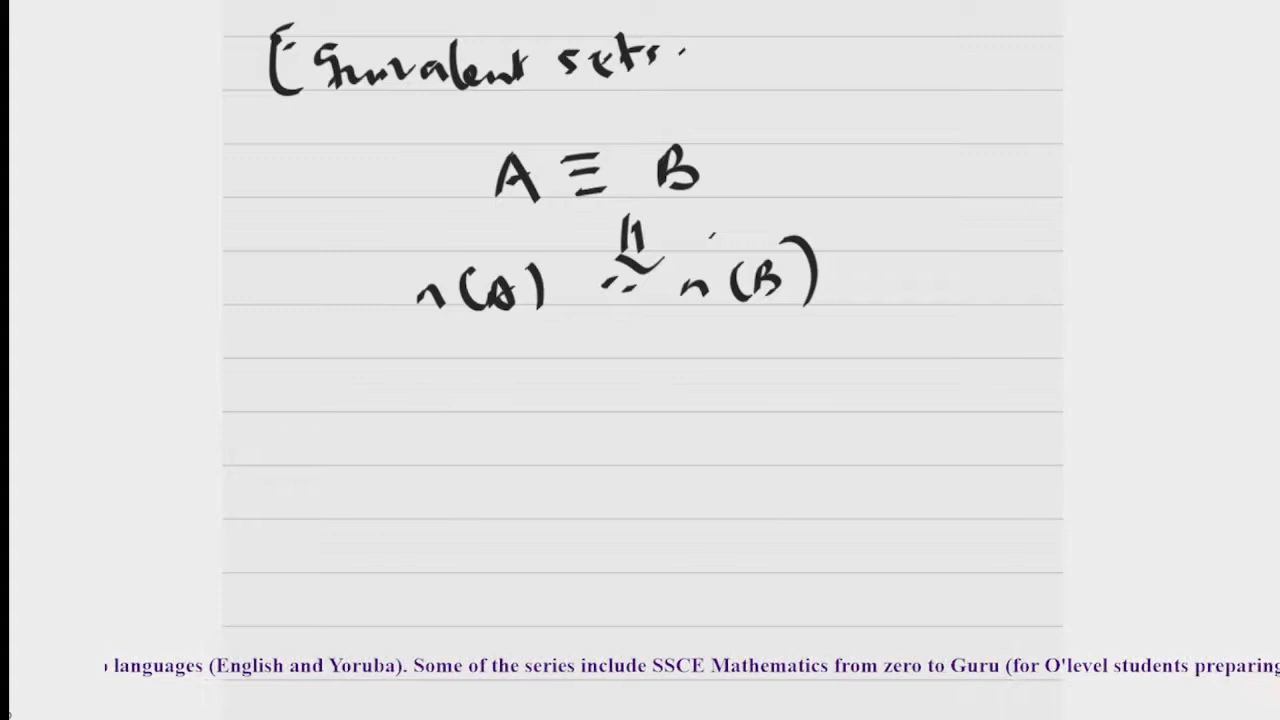 Equivalent sets.
A ≡ B
n(A) = n(B)
languages (English and Yoruba). Some of the series include SSCE Mathematics from zero to Guru (for O'level students preparing